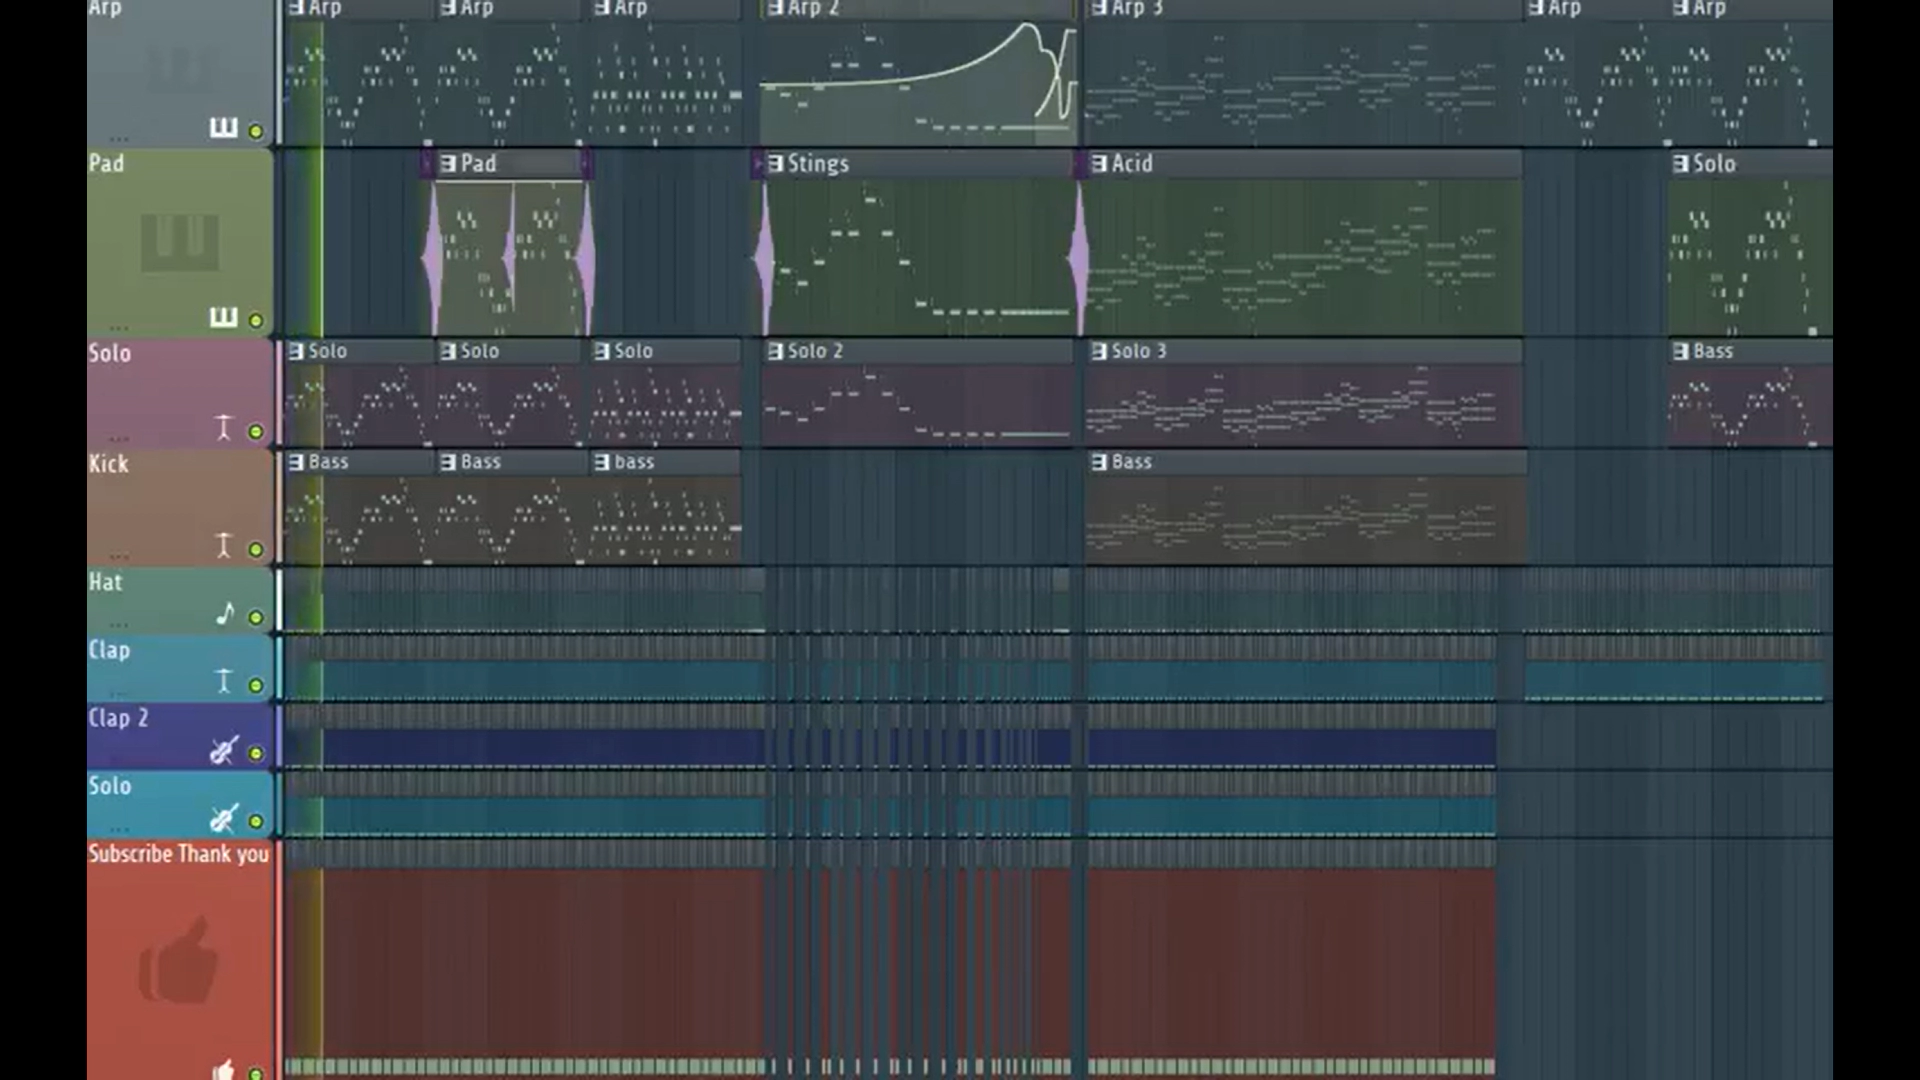 Arp Arp Arp Arp Arp 2 Arp 3 Arp Arp
Pad Pad Stings Acid Solo
Solo Solo Solo Solo Solo 2 Solo 3 Bass
Kick Bass Bass bass Bass
Hat
Clap
Clap 2
Solo
Subscribe Thank you